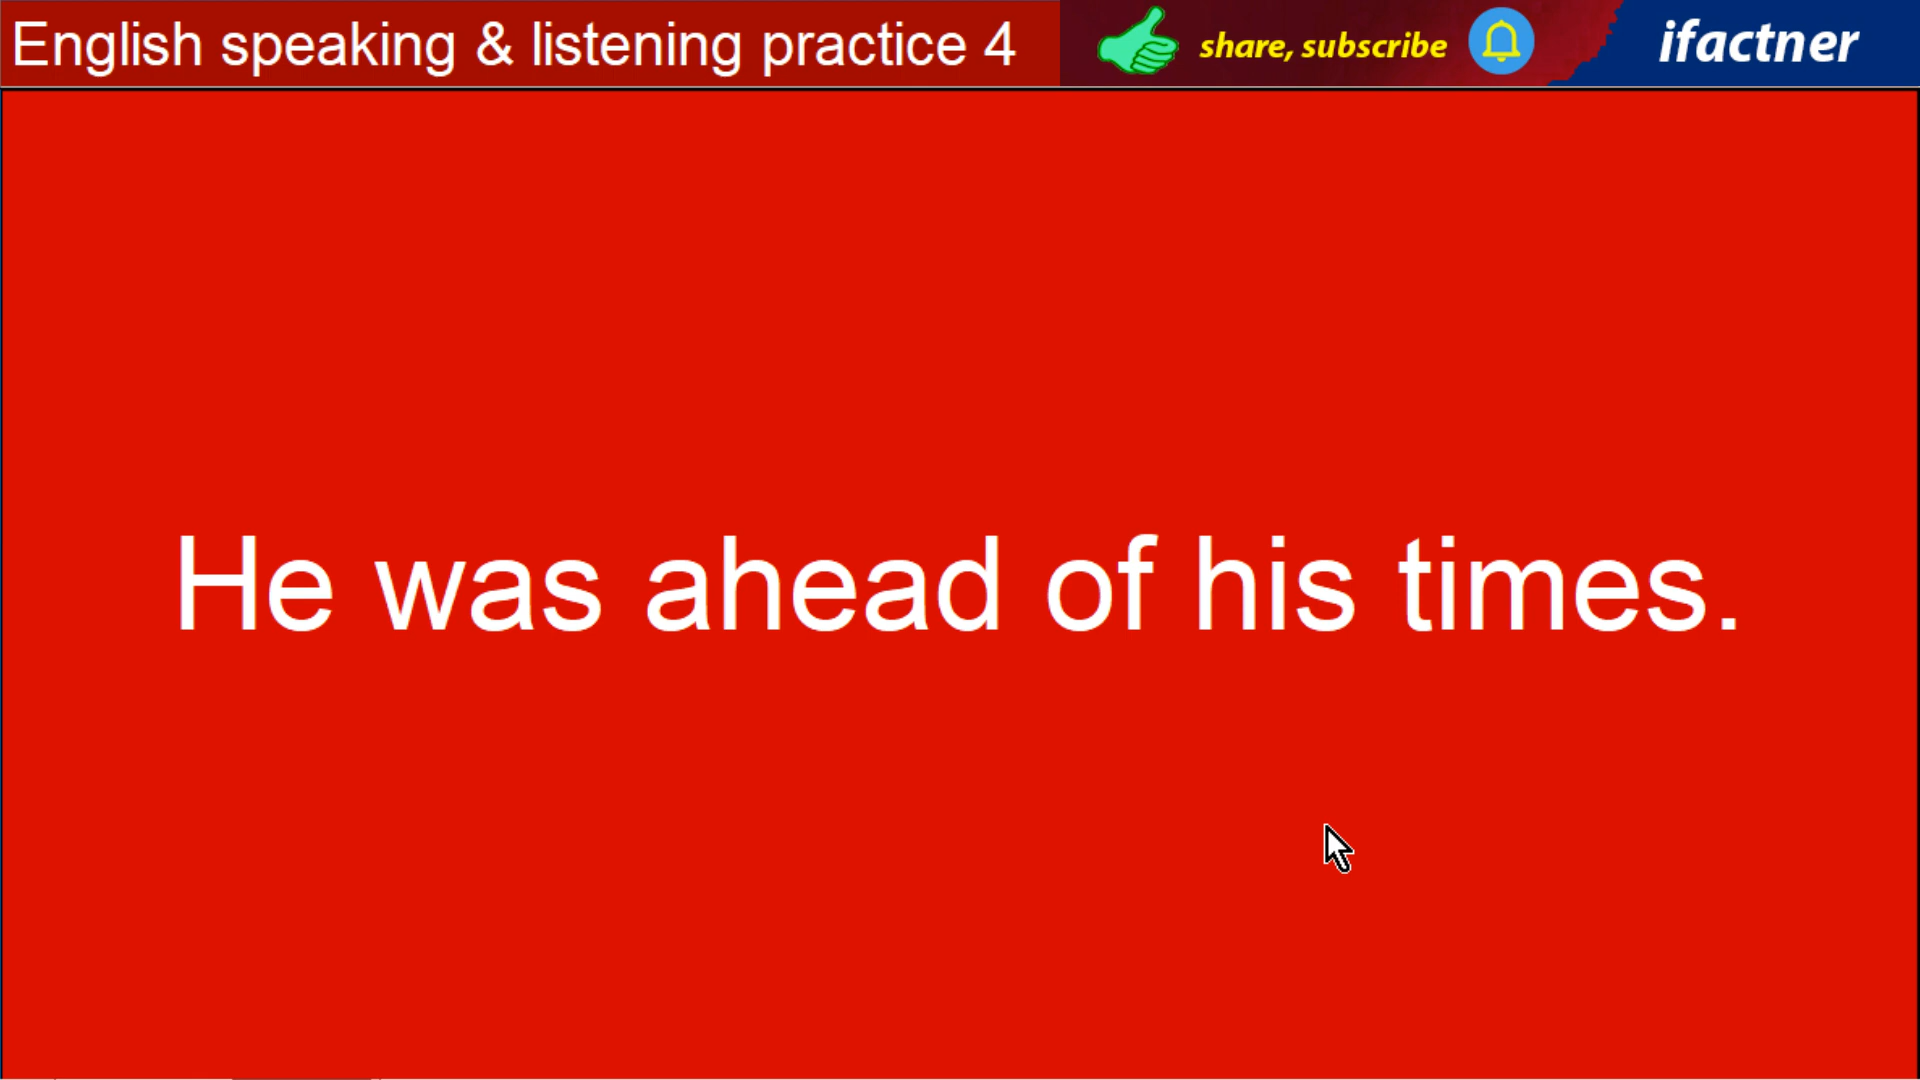 English speaking & listening practice 4
share, subscribe
ifactner
He was ahead of his times.